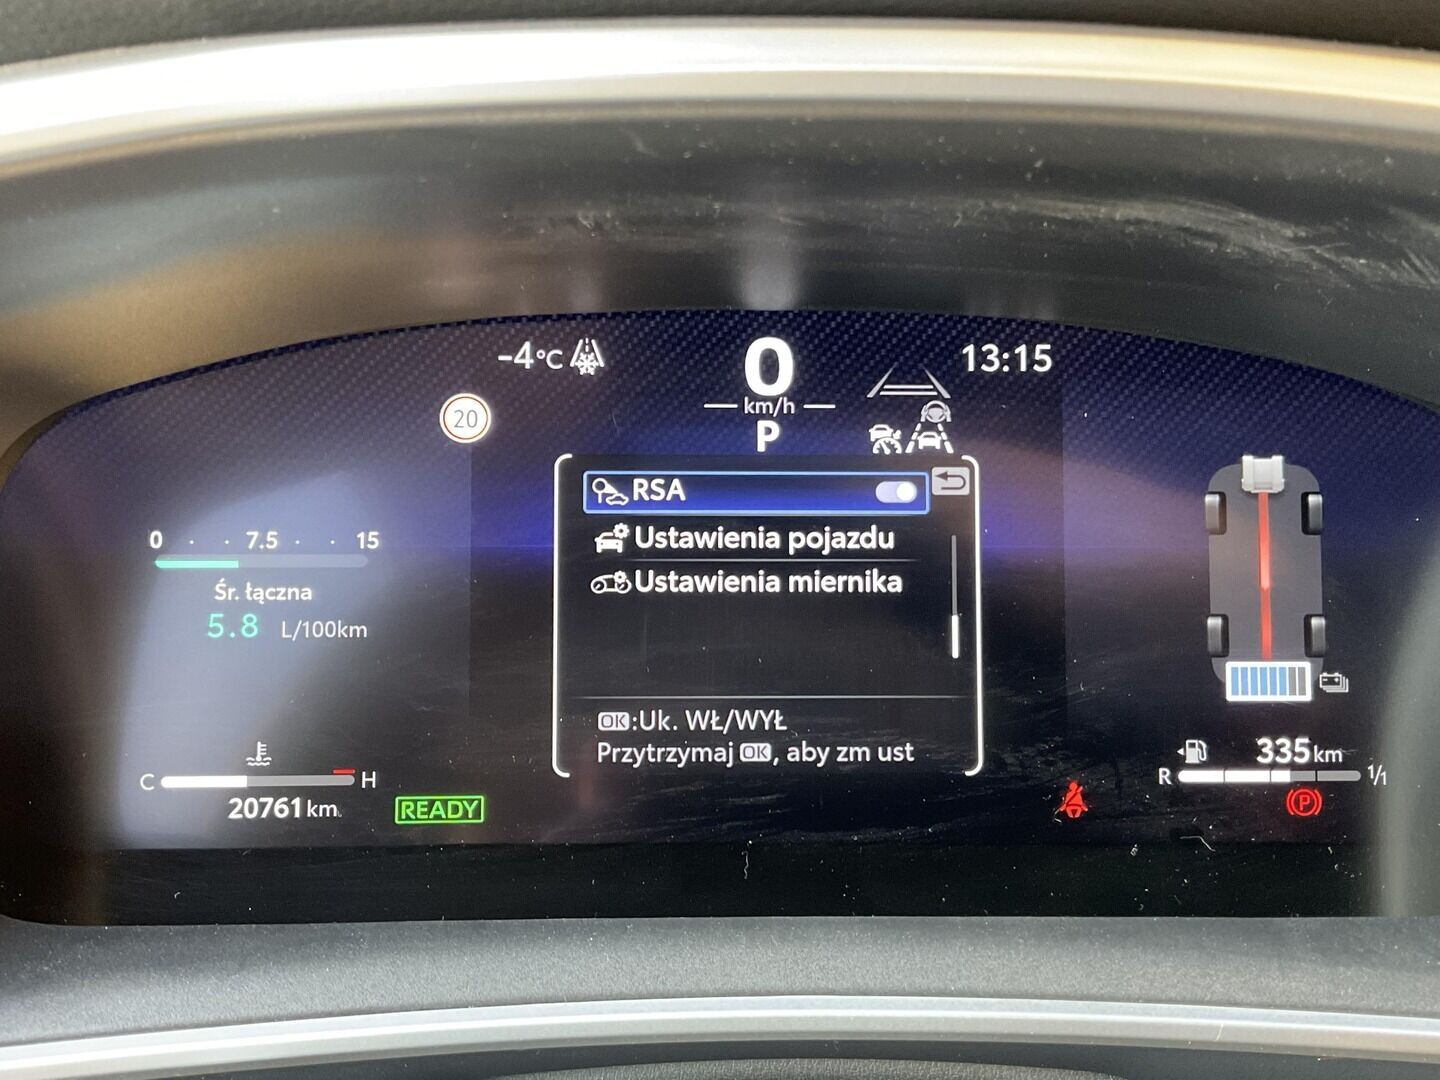 -4°C
0
13:15
km/h
20
P
RSA
Ustawienia pojazdu
Ustawienia miernika
OK:Uk. WŁ/WYŁ
Przytrzymaj OK, aby zm ust
0 7.5 15
Śr. łączna
5.8 L/100km
C H
20761km
READY
335km
R 1/1
P